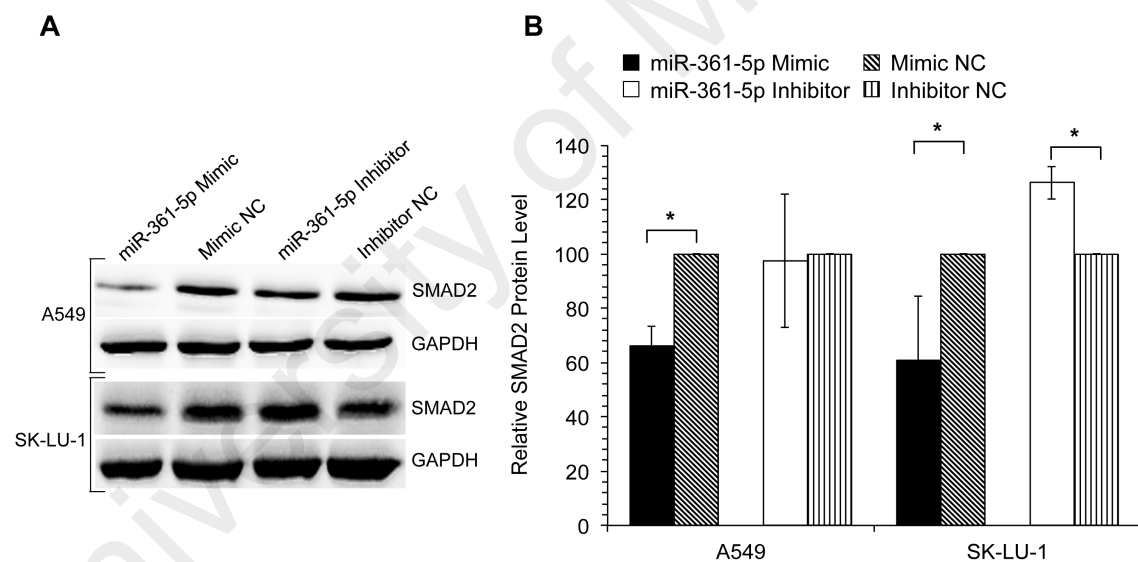 A
miR-361-5p Mimic
Mimic NC
miR-361-5p Inhibitor
Inhibitor NC
A549
SMAD2
GAPDH
SK-LU-1
SMAD2
GAPDH
B
miR-361-5p Mimic
Mimic NC
miR-361-5p Inhibitor
Inhibitor NC
Relative SMAD2 Protein Level
140
120
100
80
60
40
20
0
*
*
*
A549
SK-LU-1
iversity of M